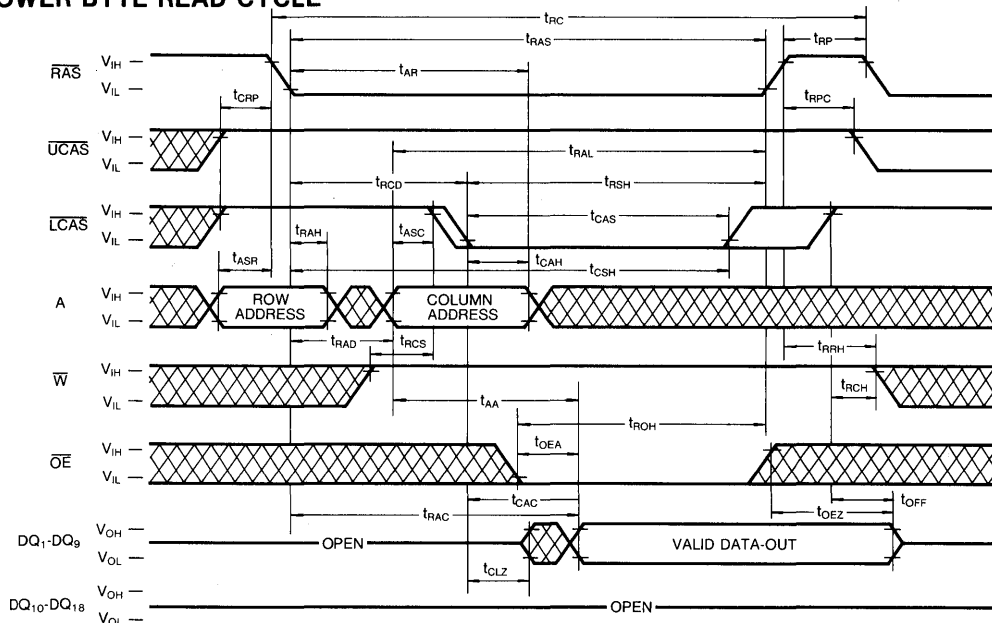 LOWER BYTE READ CYCLE
tRC
tRAS
tRP
tAR
RAS
VIH
VIL
tCRP
tRPC
UCAS
VIH
VIL
tRAL
tRCD
tRSH
LCAS
VIH
VIL
tRAH
tASC
tCAS
tCAH
tASR
tCSH
A
VIH
VIL
ROW ADDRESS
COLUMN ADDRESS
tRAD
tRCS
tRRH
W
VIH
VIL
tRCH
tAA
tROH
OE
VIH
VIL
tOEA
tCAC
tOFF
tRAC
tOEZ
DQ1-DQ9
VOH
VOL
OPEN
VALID DATA-OUT
tCLZ
DQ10-DQ18
VOH
VOL
OPEN